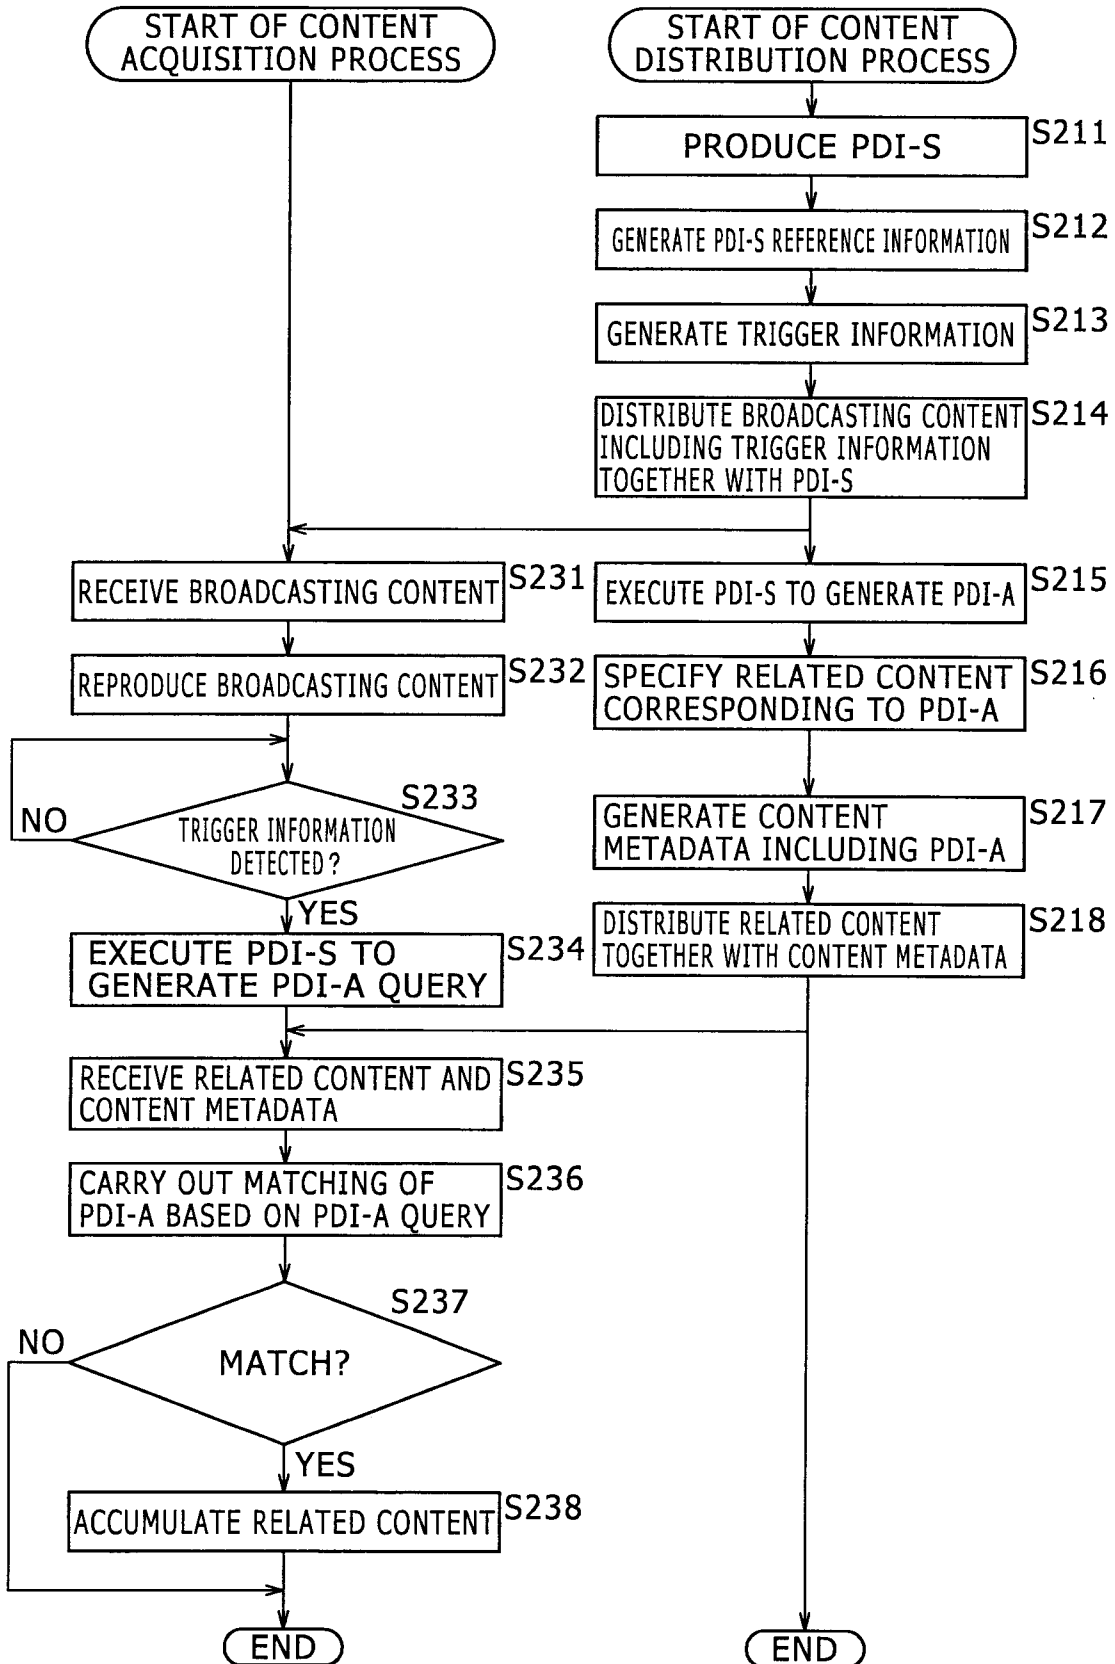 START OF CONTENT
ACQUISITION PROCESS
START OF CONTENT
DISTRIBUTION PROCESS
PRODUCE PDI-S
S211
GENERATE PDI-S REFERENCE INFORMATION
S212
GENERATE TRIGGER INFORMATION
S213
DISTRIBUTE BROADCASTING CONTENT
INCLUDING TRIGGER INFORMATION
TOGETHER WITH PDI-S
S214
RECEIVE BROADCASTING CONTENT
S231
EXECUTE PDI-S TO GENERATE PDI-A
S215
REPRODUCE BROADCASTING CONTENT
S232
SPECIFY RELATED CONTENT
CORRESPONDING TO PDI-A
S216
S233
NO
TRIGGER INFORMATION
DETECTED?
YES
GENERATE CONTENT
METADATA INCLUDING PDI-A
S217
EXECUTE PDI-S TO
GENERATE PDI-A QUERY
S234
DISTRIBUTE RELATED CONTENT
TOGETHER WITH CONTENT METADATA
S218
RECEIVE RELATED CONTENT AND
CONTENT METADATA
S235
CARRY OUT MATCHING OF
PDI-A BASED ON PDI-A QUERY
S236
S237
NO
MATCH?
YES
ACCUMULATE RELATED CONTENT
S238
END
END